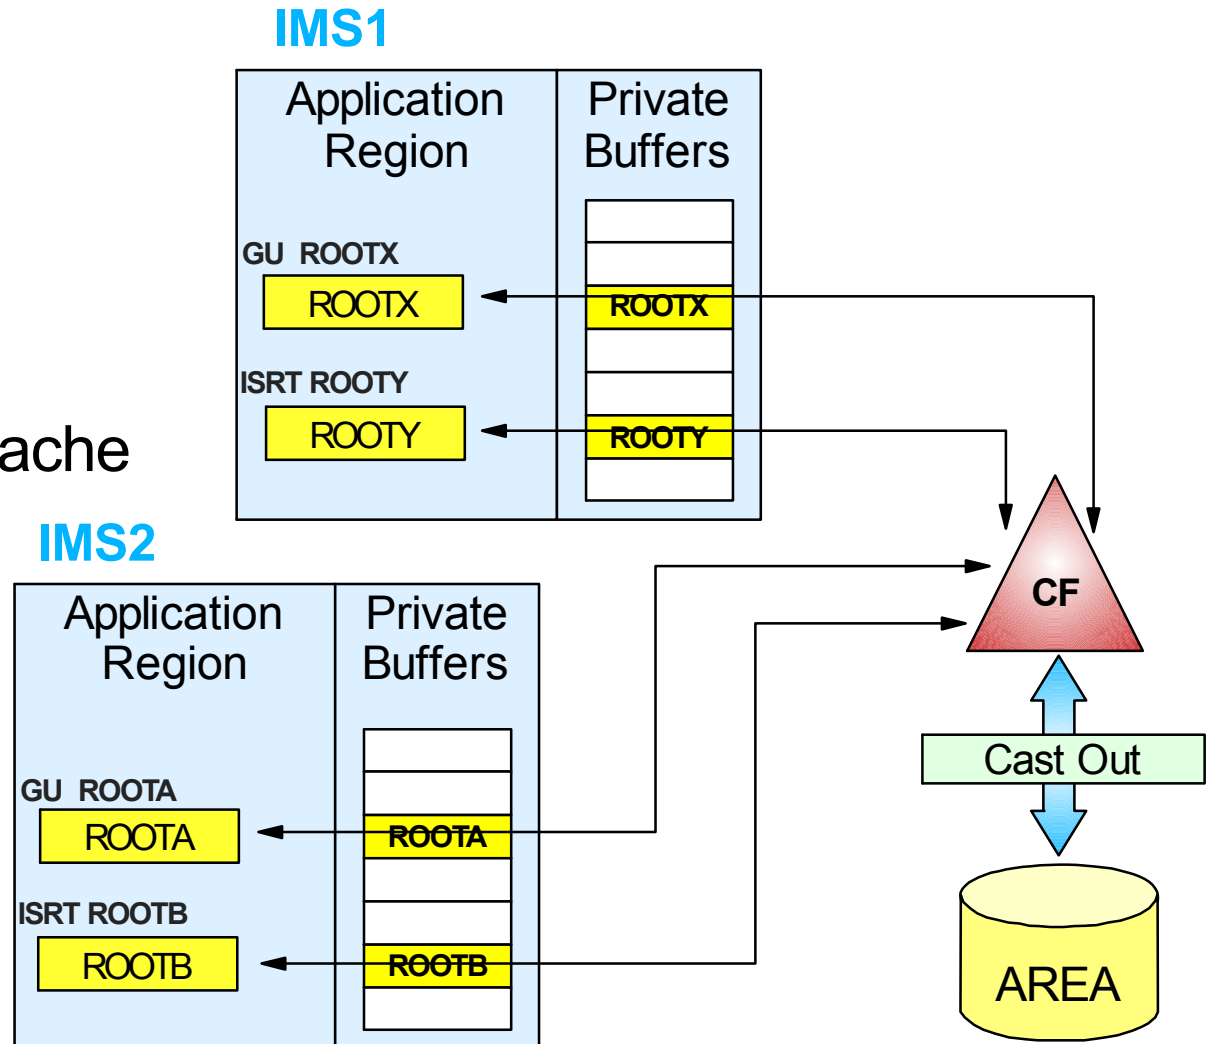 IMS1
Application
Region
Private
Buffers
GU ROOTX
ROOTX
ROOTX
ISRT ROOTY
ROOTY
ROOTY
ache
IMS2
CF
Application
Region
Private
Buffers
Cast Out
GU ROOTA
ROOTA
ROOTA
ISRT ROOTB
ROOTB
ROOTB
AREA